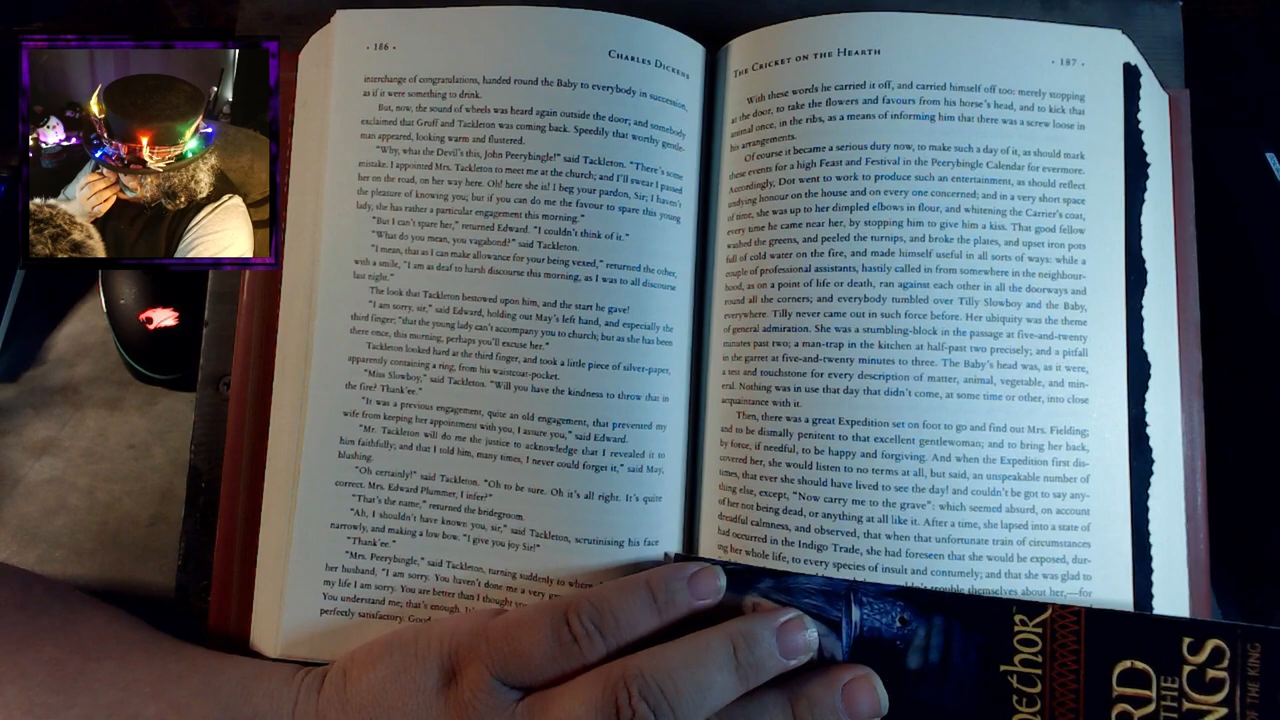 · 186 ·
CHARLES DICKENS
interchange of congratulations, handed round the Baby to everybody in succession,
as if it were something to drink.
But, now, the sound of wheels was heard again outside the door; and somebody
exclaimed that Gruff and Tackleton was coming back. Speedily that worthy gentle-
man appeared, looking warm and flustered.
"Why, what the Devil's this, John Peerybingle!" said Tackleton. "There's some
mistake. I appointed Mrs. Tackleton to meet me at the church; and I'll swear I passed
her on the road, on her way here. Oh! here she is! I beg your pardon, Sir; I haven't
the pleasure of knowing you; but if you can do me the favour to spare this young
lady, she has rather a particular engagement this morning."
"But I can't spare her," returned Edward. "I couldn't think of it."
"What do you mean, you vagabond?" said Tackleton.
"I mean, that as I can make allowance for your being vexed," returned the other,
with a smile, "I am as deaf to harsh discourse this morning, as I was to all discourse
last night."
The look that Tackleton bestowed upon him, and the start he gave!
"I am sorry, sir," said Edward, holding out May's left hand, and especially the
third finger; "that the young lady can't accompany you to church; but as she has been
there once, this morning, perhaps you'll excuse her."
Tackleton looked hard at the third finger, and took a little piece of silver-paper,
apparently containing a ring, from his waistcoat-pocket.
"Miss Slowboy," said Tackleton. "Will you have the kindness to throw that in
the fire? Thank'ee."
"It was a previous engagement, quite an old engagement, that prevented my
wife from keeping her appointment with you, I assure you," said Edward.
"Mr. Tackleton will do me the justice to acknowledge that I revealed it to
him faithfully; and that I told him, many times, I never could forget it," said May,
blushing.
"Oh certainly!" said Tackleton. "Oh to be sure. Oh it's all right. It's quite
correct. Mrs. Edward Plummer, I infer?"
"That's the name," returned the bridegroom.
"Ah, I shouldn't have known you, sir," said Tackleton, scrutinising his face
narrowly, and making a low bow. "I give you joy Sir!"
"Thank'ee."
"Mrs. Peerybingle," said Tackleton, turning suddenly to where
her husband, "I am sorry. You haven't done me a very
my life I am sorry. You are better than I thought
You understand me; that's enough.
perfectly satisfactory. Good
THE CRICKET ON THE HEARTH
· 187 ·
With these words he carried it off, and carried himself off too: merely stopping
at the door, to take the flowers and favours from his horse's head, and to kick that
animal once, in the ribs, as a means of informing him that there was a screw loose in
his arrangements.
Of course it became a serious duty now, to make such a day of it, as should mark
these events for a high Feast and Festival in the Peerybingle Calendar for evermore.
Accordingly, Dot went to work to produce such an entertainment, as should reflect
undying honour on the house and on every one concerned; and in a very short space
of time, she was up to her dimpled elbows in flour, and whitening the Carrier's coat,
every time he came near her, by stopping him to give him a kiss. That good fellow
washed the greens, and peeled the turnips, and broke the plates, and upset iron pots
full of cold water on the fire, and made himself useful in all sorts of ways: while a
couple of professional assistants, hastily called in from somewhere in the neighbour-
hood, as on a point of life or death, ran against each other in all the doorways and
round all the corners; and everybody tumbled over Tilly Slowboy and the Baby,
everywhere. Tilly never came out in such force before. Her ubiquity was the theme
of general admiration. She was a stumbling-block in the passage at five-and-twenty
minutes past two; a man-trap in the kitchen at half-past two precisely; and a pitfall
in the garret at five-and-twenty minutes to three. The Baby's head was, as it were,
a test and touchstone for every description of matter, animal, vegetable, and min-
eral. Nothing was in use that day that didn't come, at some time or other, into close
acquaintance with it.
Then, there was a great Expedition set on foot to go and find out Mrs. Fielding;
and to be dismally penitent to that excellent gentlewoman; and to bring her back,
by force, if needful, to be happy and forgiving. And when the Expedition first dis-
covered her, she would listen to no terms at all, but said, an unspeakable number of
times, that ever she should have lived to see the day! and couldn't be got to say any-
thing else, except, "Now carry me to the grave": which seemed absurd, on account
of her not being dead, or anything at all like it. After a time, she lapsed into a state of
dreadful calmness, and observed, that when that unfortunate train of circumstances
had occurred in the Indigo Trade, she had foreseen that she would be exposed, dur-
ing her whole life, to every species of insult and contumely; and that she was glad to
trouble themselves about her,—for
THE
OF THE KING